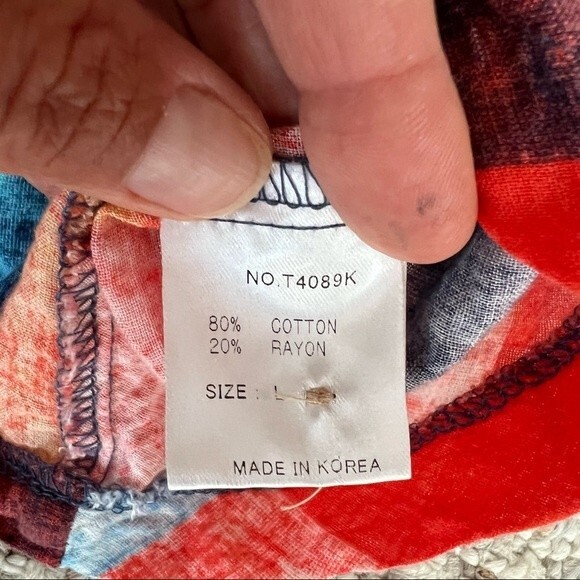 NO.T4089K
80% COTTON
20% RAYON
SIZE : L
MADE IN KOREA